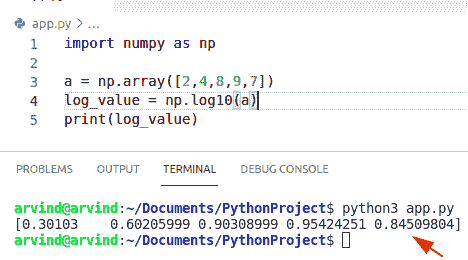 app.py > ...
1 import numpy as np
2
3 a = np.array([2,4,8,9,7])
4 log_value = np.log10(a)
5 print(log_value)
PROBLEMS OUTPUT TERMINAL DEBUG CONSOLE
arvind@arvind:~/Documents/PythonProject$ python3 app.py
[0.30103    0.60205999 0.90308999 0.95424251 0.84509804]
arvind@arvind:~/Documents/PythonProject$